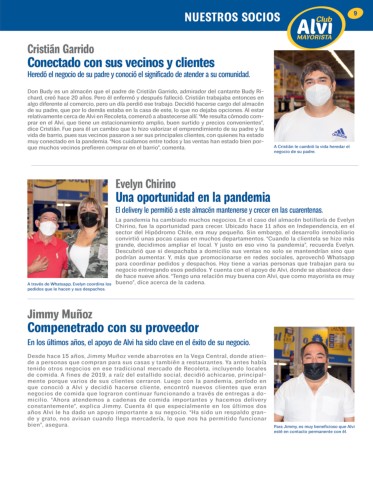 NUESTROS SOCIOS
Club
Alvi
MAYORISTA
9
Cristián Garrido
Conectado con sus vecinos y clientes
Heredó el negocio de su padre y conoció el significado de atender a su comunidad.
Don Budy es un almacén que el padre de Cristián Garrido, admirador del cantante Budy Ri-
chard, creó hace 20 años. Pero él enfermó y después falleció. Cristián trabajaba entonces en
algo diferente al comercio, pero un día perdió ese trabajo. Decidió hacerse cargo del almacén
de su padre, que por lo demás estaba en la casa de éste, lo que no dejaba opciones. Al estar
relativamente cerca de Alvi en Recoleta, comenzó a abastecerse allí. "Me resulta cómodo com-
prar en el Alvi, que tiene un estacionamiento amplio, buen surtido y precios convenientes",
dice Cristián. Fue para él un cambio que lo hizo valorizar el emprendimiento de su padre y la
vida de barrio, pues sus vecinos pasaron a ser sus principales clientes, con quienes ha estado
muy conectado en la pandemia. "Nos cuidamos entre todos y las ventas han estado bien por-
que muchos vecinos prefieren comprar en el barrio", comenta.
A Cristián le cambió la vida heredar el
negocio de su padre.
Evelyn Chirino
Una oportunidad en la pandemia
El delivery le permitió a este almacén mantenerse y crecer en las cuarentenas.
La pandemia ha cambiado muchos negocios. En el caso del almacén botillería de Evelyn
Chirino, fue la oportunidad para crecer. Ubicado hace 11 años en Independencia, en el
sector del Hipódromo Chile, era muy pequeño. Sin embargo, el desarrollo inmobiliario
convirtió unas pocas casas en muchos departamentos. "Cuando la clientela se hizo más
grande, decidimos ampliar el local. Y justo en eso vino la pandemia", recuerda Evelyn.
Descubrió que si despachaba a domicilio sus ventas no solo se mantendrían sino que
podrían aumentar. Y, más que promocionarse en redes sociales, aprovechó Whatsapp
para coordinar pedidos y despachos. Hoy tiene a varias personas que trabajan para su
negocio entregando esos pedidos. Y cuenta con el apoyo de Alvi, donde se abastece des-
de hace nueve años. "Tengo una relación muy buena con Alvi, que como mayorista es muy
bueno", dice acerca de la cadena.
A través de Whatsapp, Evelyn coordina los
pedidos que le hacen y sus despachos.
Jimmy Muñoz
Compenetrado con su proveedor
En los últimos años, el apoyo de Alvi ha sido clave en el éxito de su negocio.
Desde hace 15 años, Jimmy Muñoz vende abarrotes en la Vega Central, donde atien-
de a personas que compran para sus casas y también a restaurantes. Ya antes había
tenido otros negocios en ese tradicional mercado de Recoleta, incluyendo locales
de comida. A fines de 2019, a raíz del estallido social, decidió achicarse, principal-
mente porque varios de sus clientes cerraron. Luego con la pandemia, período en
que conoció a Alvi y decidió hacerse cliente, encontró nuevos clientes que eran
negocios de comida que lograron continuar funcionando a través de entregas a do-
micilio. "Ahora atendemos a cadenas de comida importantes y hacemos delivery
constantemente", explica Jimmy. Cuenta él que especialmente en los últimos dos
años Alvi le ha dado un apoyo importante a su negocio. "Ha sido un respaldo gran-
de y grato, nos avisan cuando llega mercadería, lo que nos ha permitido funcionar
bien", asegura.
Para Jimmy es muy beneficioso que Alvi
esté en contacto permanente con él.